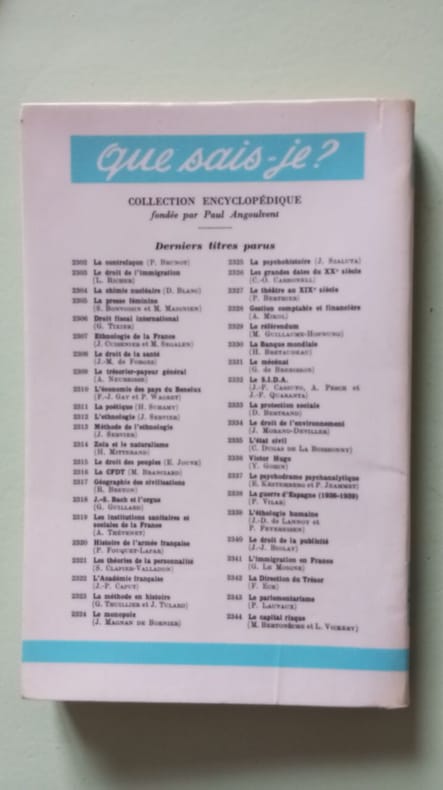 Que sais-je?
COLLECTION ENCYCLOPÉDIQUE
fondée par Paul Angoulvent
Derniers titres parus
2302 La contrefaçon (P. BRUNOT)
2303 Le droit de l'immigration
(L. RICHER)
2304 La chimie nucléaire (D. BLANC)
2305 La presse féminine
(S. BONVOISIN et M. MAIGNIEN)
2306 Droit fiscal international
(G. TIXIER)
2307 Ethnologie de la France
(J. CUISENIER et M. SEGALEN)
2308 Le droit de la santé
(J.-M. DE FORGES)
2309 Le trésorier-payeur général
(A. NEURRISSE)
2310 L'économie des pays du Benelux
(F.-J. GAY et P. WAGRET)
2311 La poétique (H. SUHAMY)
2312 L'ethnologie (J. SERVIER)
2313 Méthode de l'ethnologie
(J. SERVIER)
2314 Zola et le naturalisme
(H. MITTERAND)
2315 Le droit des peuples (E. JOUVE)
2316 La CFDT (M. BRANCIARD)
2317 Géographie des civilisations
(R. BRETON)
2318 J.-S. Bach et l'orgue
(G. GUILLARD)
2319 Les institutions sanitaires et
sociales de la France
(A. THÉVENET)
2320 Histoire de l'armée française
(P. FOUQUET-LAPAR)
2321 Les théories de la personnalité
(S. CLAPIER-VALLADON)
2322 L'Académie française
(J.-P. CAPUT)
2323 La méthode en histoire
(G. THUILLIER et J. TULARD)
2324 Le monopole
(J. MAGNAN DE BORNIER)
2325 La psychohistoire (J. SZALUTA)
2326 Les grandes dates du XXe siècle
(C.-O. CARBONELL)
2327 Le théâtre au XIXe siècle
(P. BERTHIER)
2328 Gestion comptable et financière
(A. MIKOL)
2329 Le référendum
(M. GUILLAUME-HOFNUNG)
2330 La Banque mondiale
(H. BRETAUDEAU)
2331 Le mécénat
(G. DE BREBISSON)
2332 Le S.I.D.A.
(J.-P. CASSUTO, A. PESCE et
J.-F. QUARANTA)
2333 La protection sociale
(D. BERTRAND)
2334 Le droit de l'environnement
(J. MORAND-DEVILLER)
2335 L'état civil
(C. DUMAS DE LA ROISSONNY)
2336 Victor Hugo
(Y. GOHIN)
2337 Le psychodrame psychanalytique
(E. KESTEMBERG et P. JEAMMET)
2338 La guerre d'Espagne (1936-1939)
(P. VILAR)
2339 L'éthologie humaine
(J.-D. DE LANNOY et
P. FEYEREISEN)
2340 Le droit de la publicité
(J.-J. BIOLAY)
2341 L'immigration en France
(G. LE MOIGNE)
2342 La Direction du Trésor
(F. ECK)
2343 Le parlementarisme
(P. LAUVAUX)
2344 Le capital risque
(M. BERTONÈCHE et L. VICKERY)